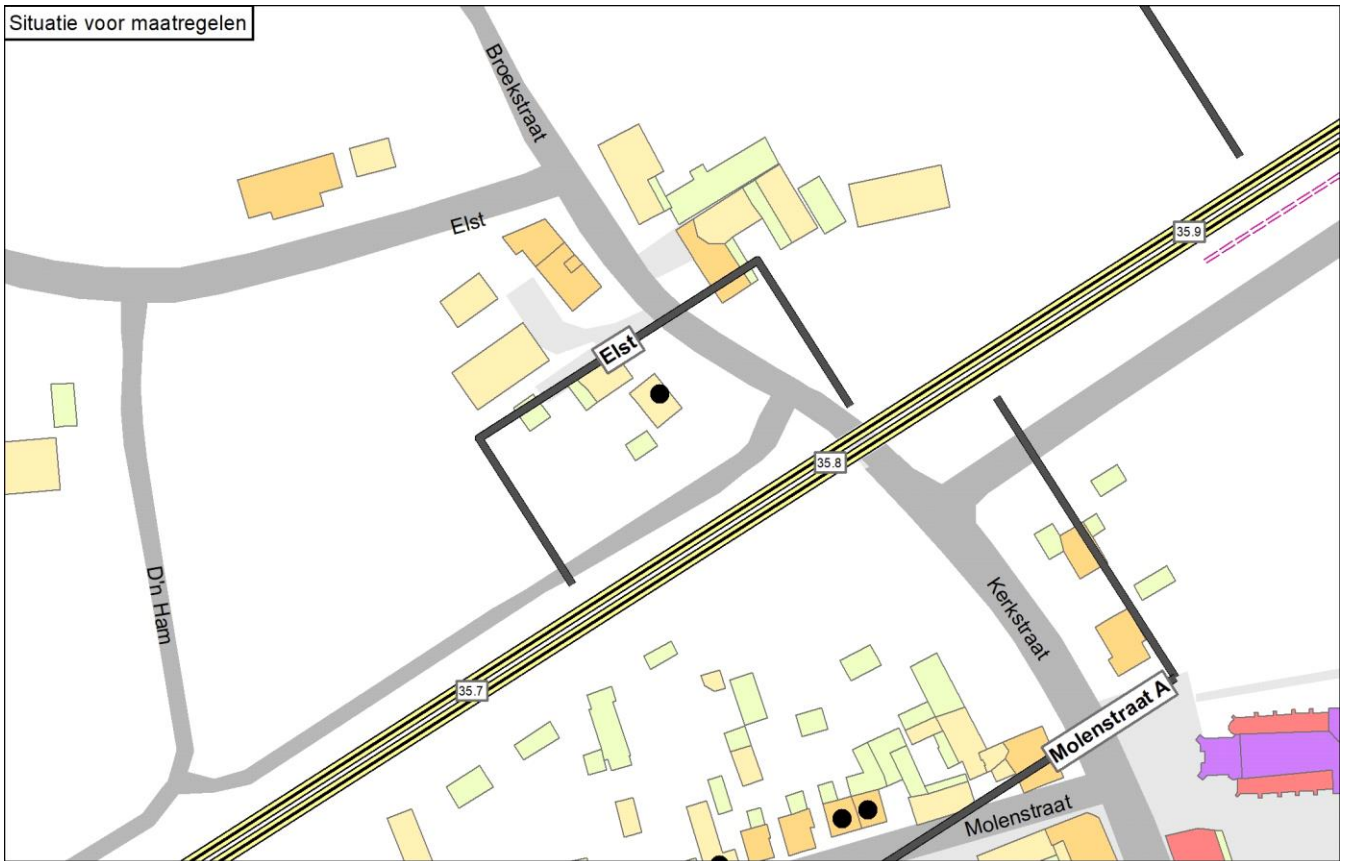 Situatie voor maatregelen
Broekstraat
Elst
35.9
Elst
35.8
D'n Ham
Kerkstraat
35.7
Molenstraat A
Molenstraat